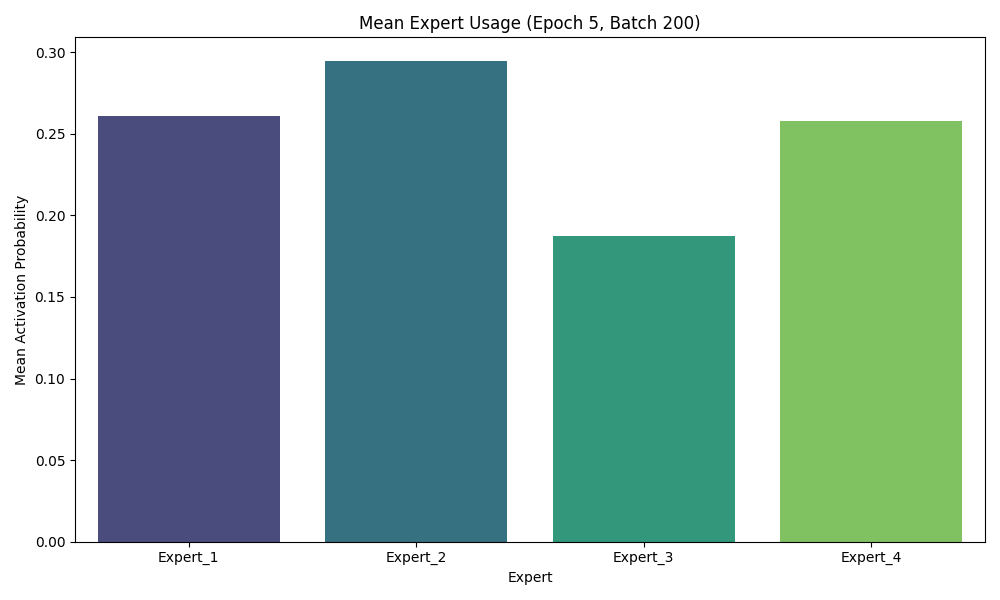 Mean Expert Usage (Epoch 5, Batch 200)
Mean Activation Probability
0.30
0.25
0.20
0.15
0.10
0.05
0.00
Expert_1 Expert_2 Expert_3 Expert_4
Expert